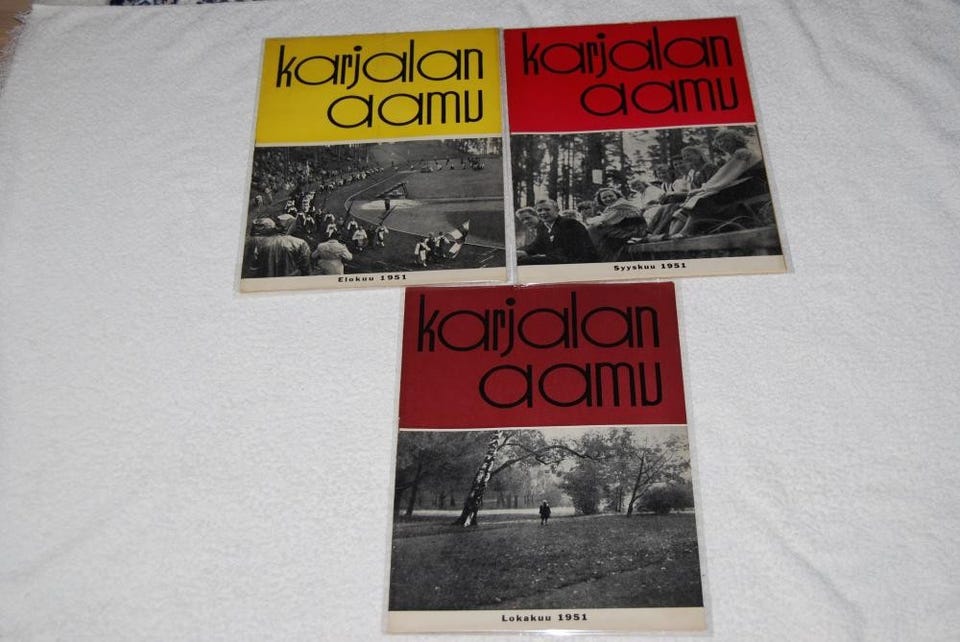 karjalan
aamu
Elokuu 1951
karjalan
aamu
Syyskuu 1951
karjalan
aamu
Lokakuu 1951